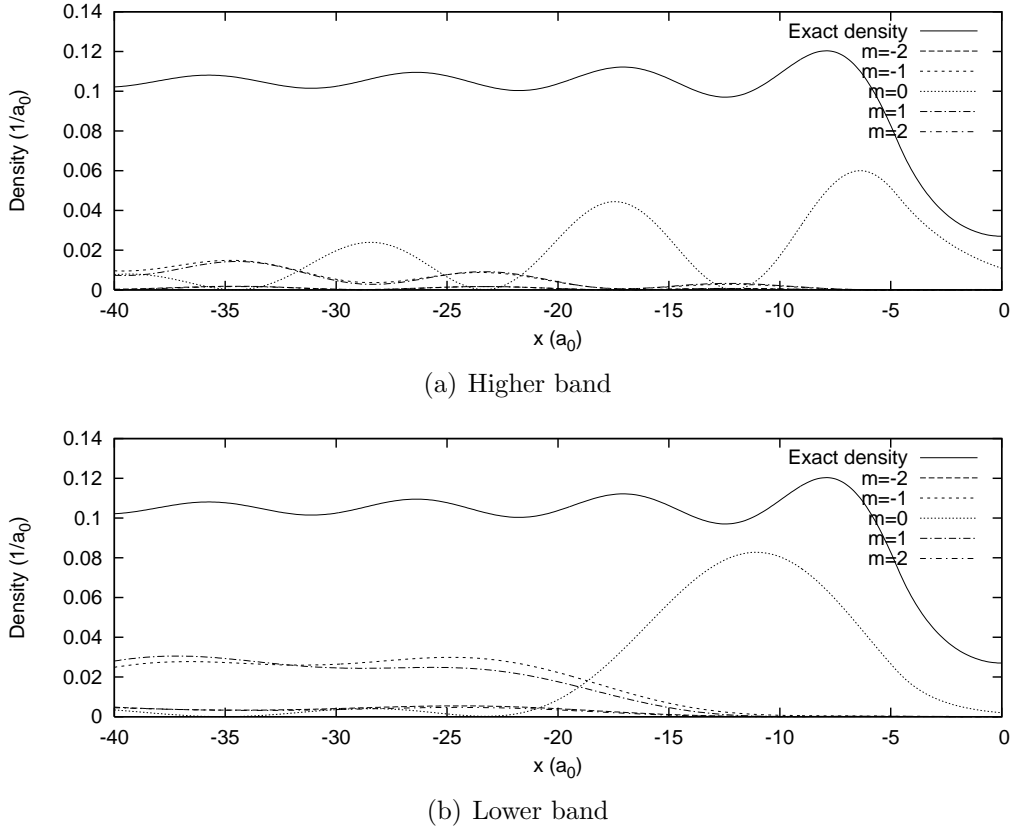 0.14
0.12
0.1
0.08
0.06
0.04
0.02
0
Density (1/a0)
Exact density
m=-2
m=-1
m=0
m=1
m=2
-40 -35 -30 -25 -20 -15 -10 -5 0
x (a0)
(a) Higher band
0.14
0.12
0.1
0.08
0.06
0.04
0.02
0
Density (1/a0)
Exact density
m=-2
m=-1
m=0
m=1
m=2
-40 -35 -30 -25 -20 -15 -10 -5 0
x (a0)
(b) Lower band